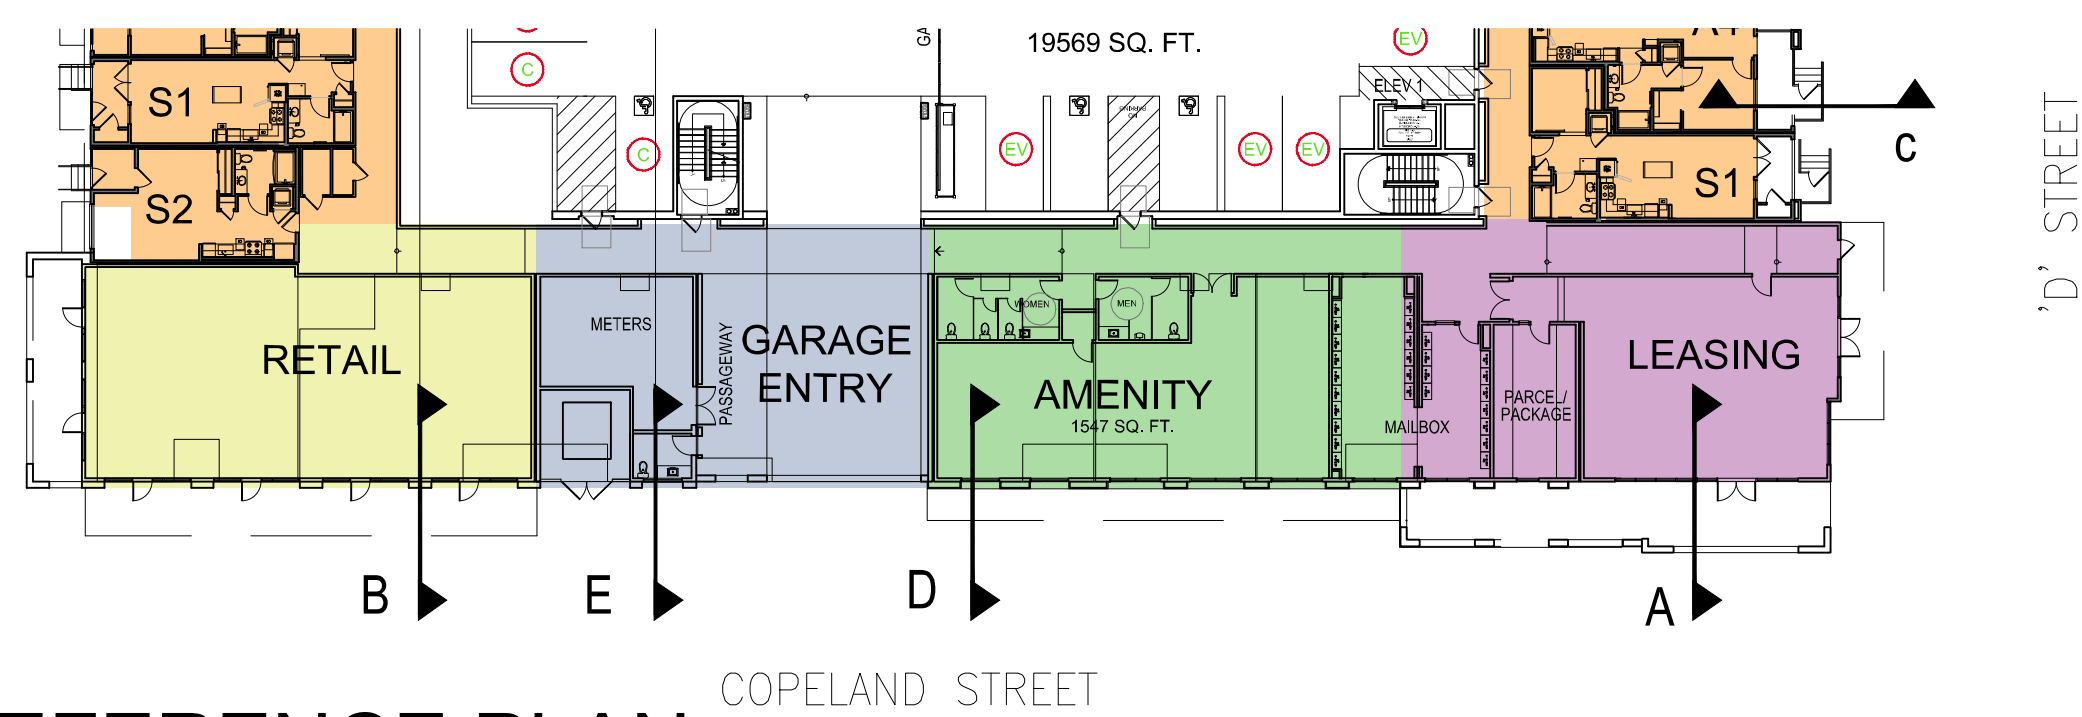 19569 SQ. FT.
GA
EV
C
ELEV 1
S1
C
EV
EV
EV
S1
C
S2
'D' STREET
METERS
WOMEN
MEN
RETAIL
PASSAGEWAY
GARAGE
ENTRY
AMENITY
1547 SQ. FT.
MAILBOX
PARCEL/
PACKAGE
LEASING
B
E
D
A
COPELAND STREET